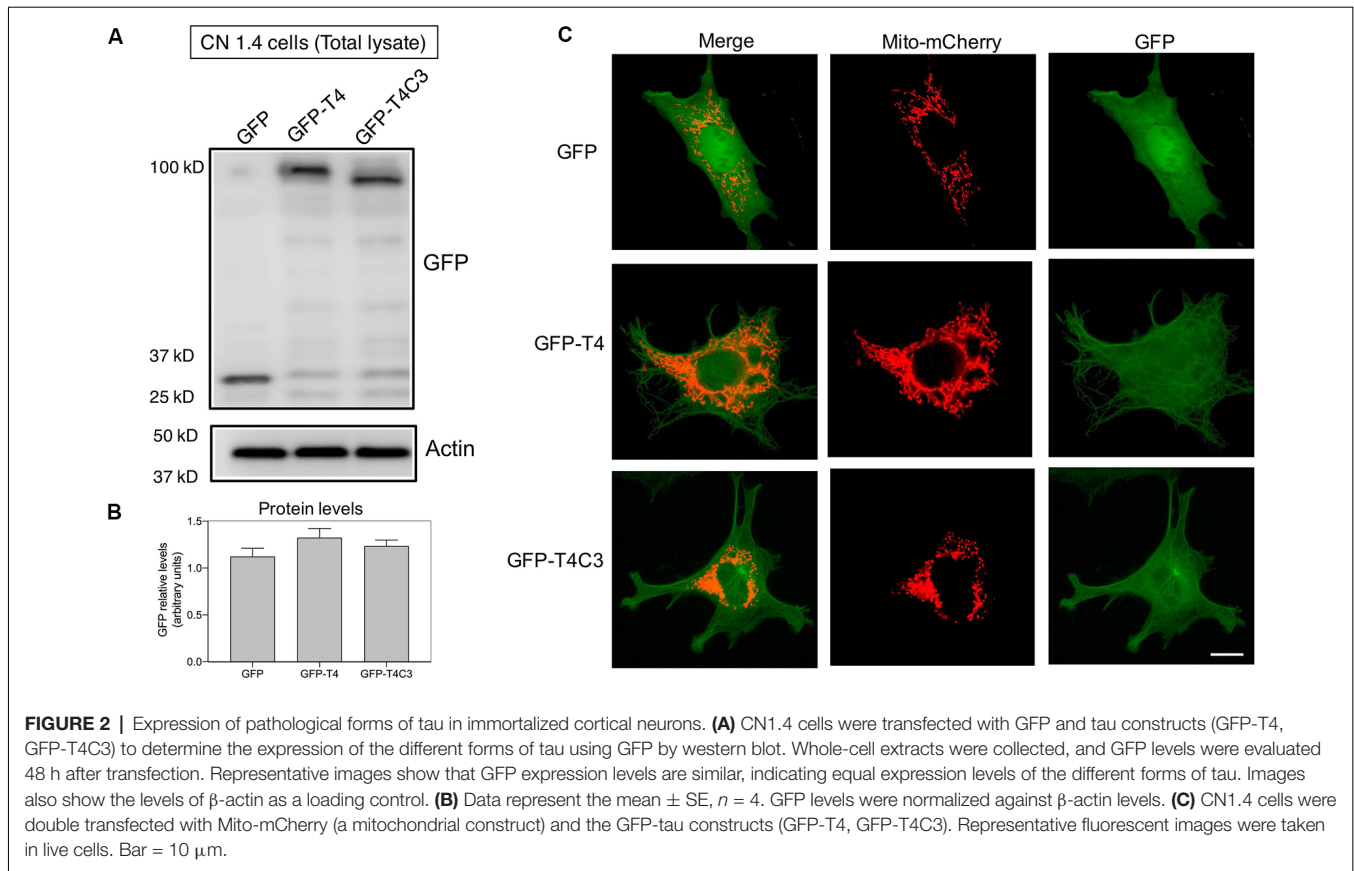 A
CN 1.4 cells (Total lysate)
GFP
GFP-T4
GFP-T4C3
100 kD
GFP
37 kD
25 kD
50 kD
Actin
37 kD
B
Protein levels
GFP relative levels
(arbitrary units)
1.5
1.0
0.5
0.0
GFP
GFP-T4
GFP-T4C3
C
Merge
Mito-mCherry
GFP
GFP
GFP-T4
GFP-T4C3
FIGURE 2 | Expression of pathological forms of tau in immortalized cortical neurons. (A) CN1.4 cells were transfected with GFP and tau constructs (GFP-T4,
GFP-T4C3) to determine the expression of the different forms of tau using GFP by western blot. Whole-cell extracts were collected, and GFP levels were evaluated
48 h after transfection. Representative images show that GFP expression levels are similar, indicating equal expression levels of the different forms of tau. Images
also show the levels of β-actin as a loading control. (B) Data represent the mean ± SE, n = 4. GFP levels were normalized against β-actin levels. (C) CN1.4 cells were
double transfected with Mito-mCherry (a mitochondrial construct) and the GFP-tau constructs (GFP-T4, GFP-T4C3). Representative fluorescent images were taken
in live cells. Bar = 10 μm.